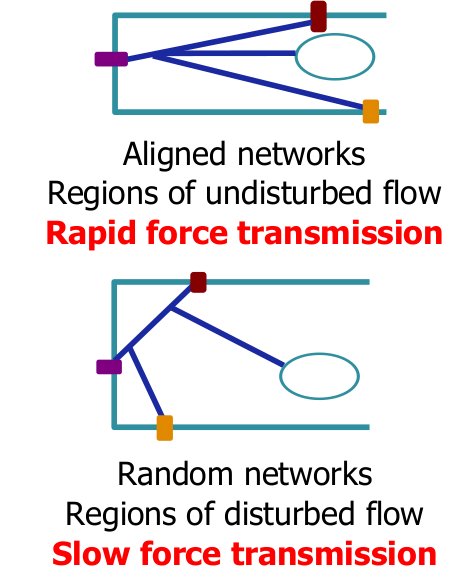 Aligned networks
Regions of undisturbed flow
Rapid force transmission
Random networks
Regions of disturbed flow
Slow force transmission